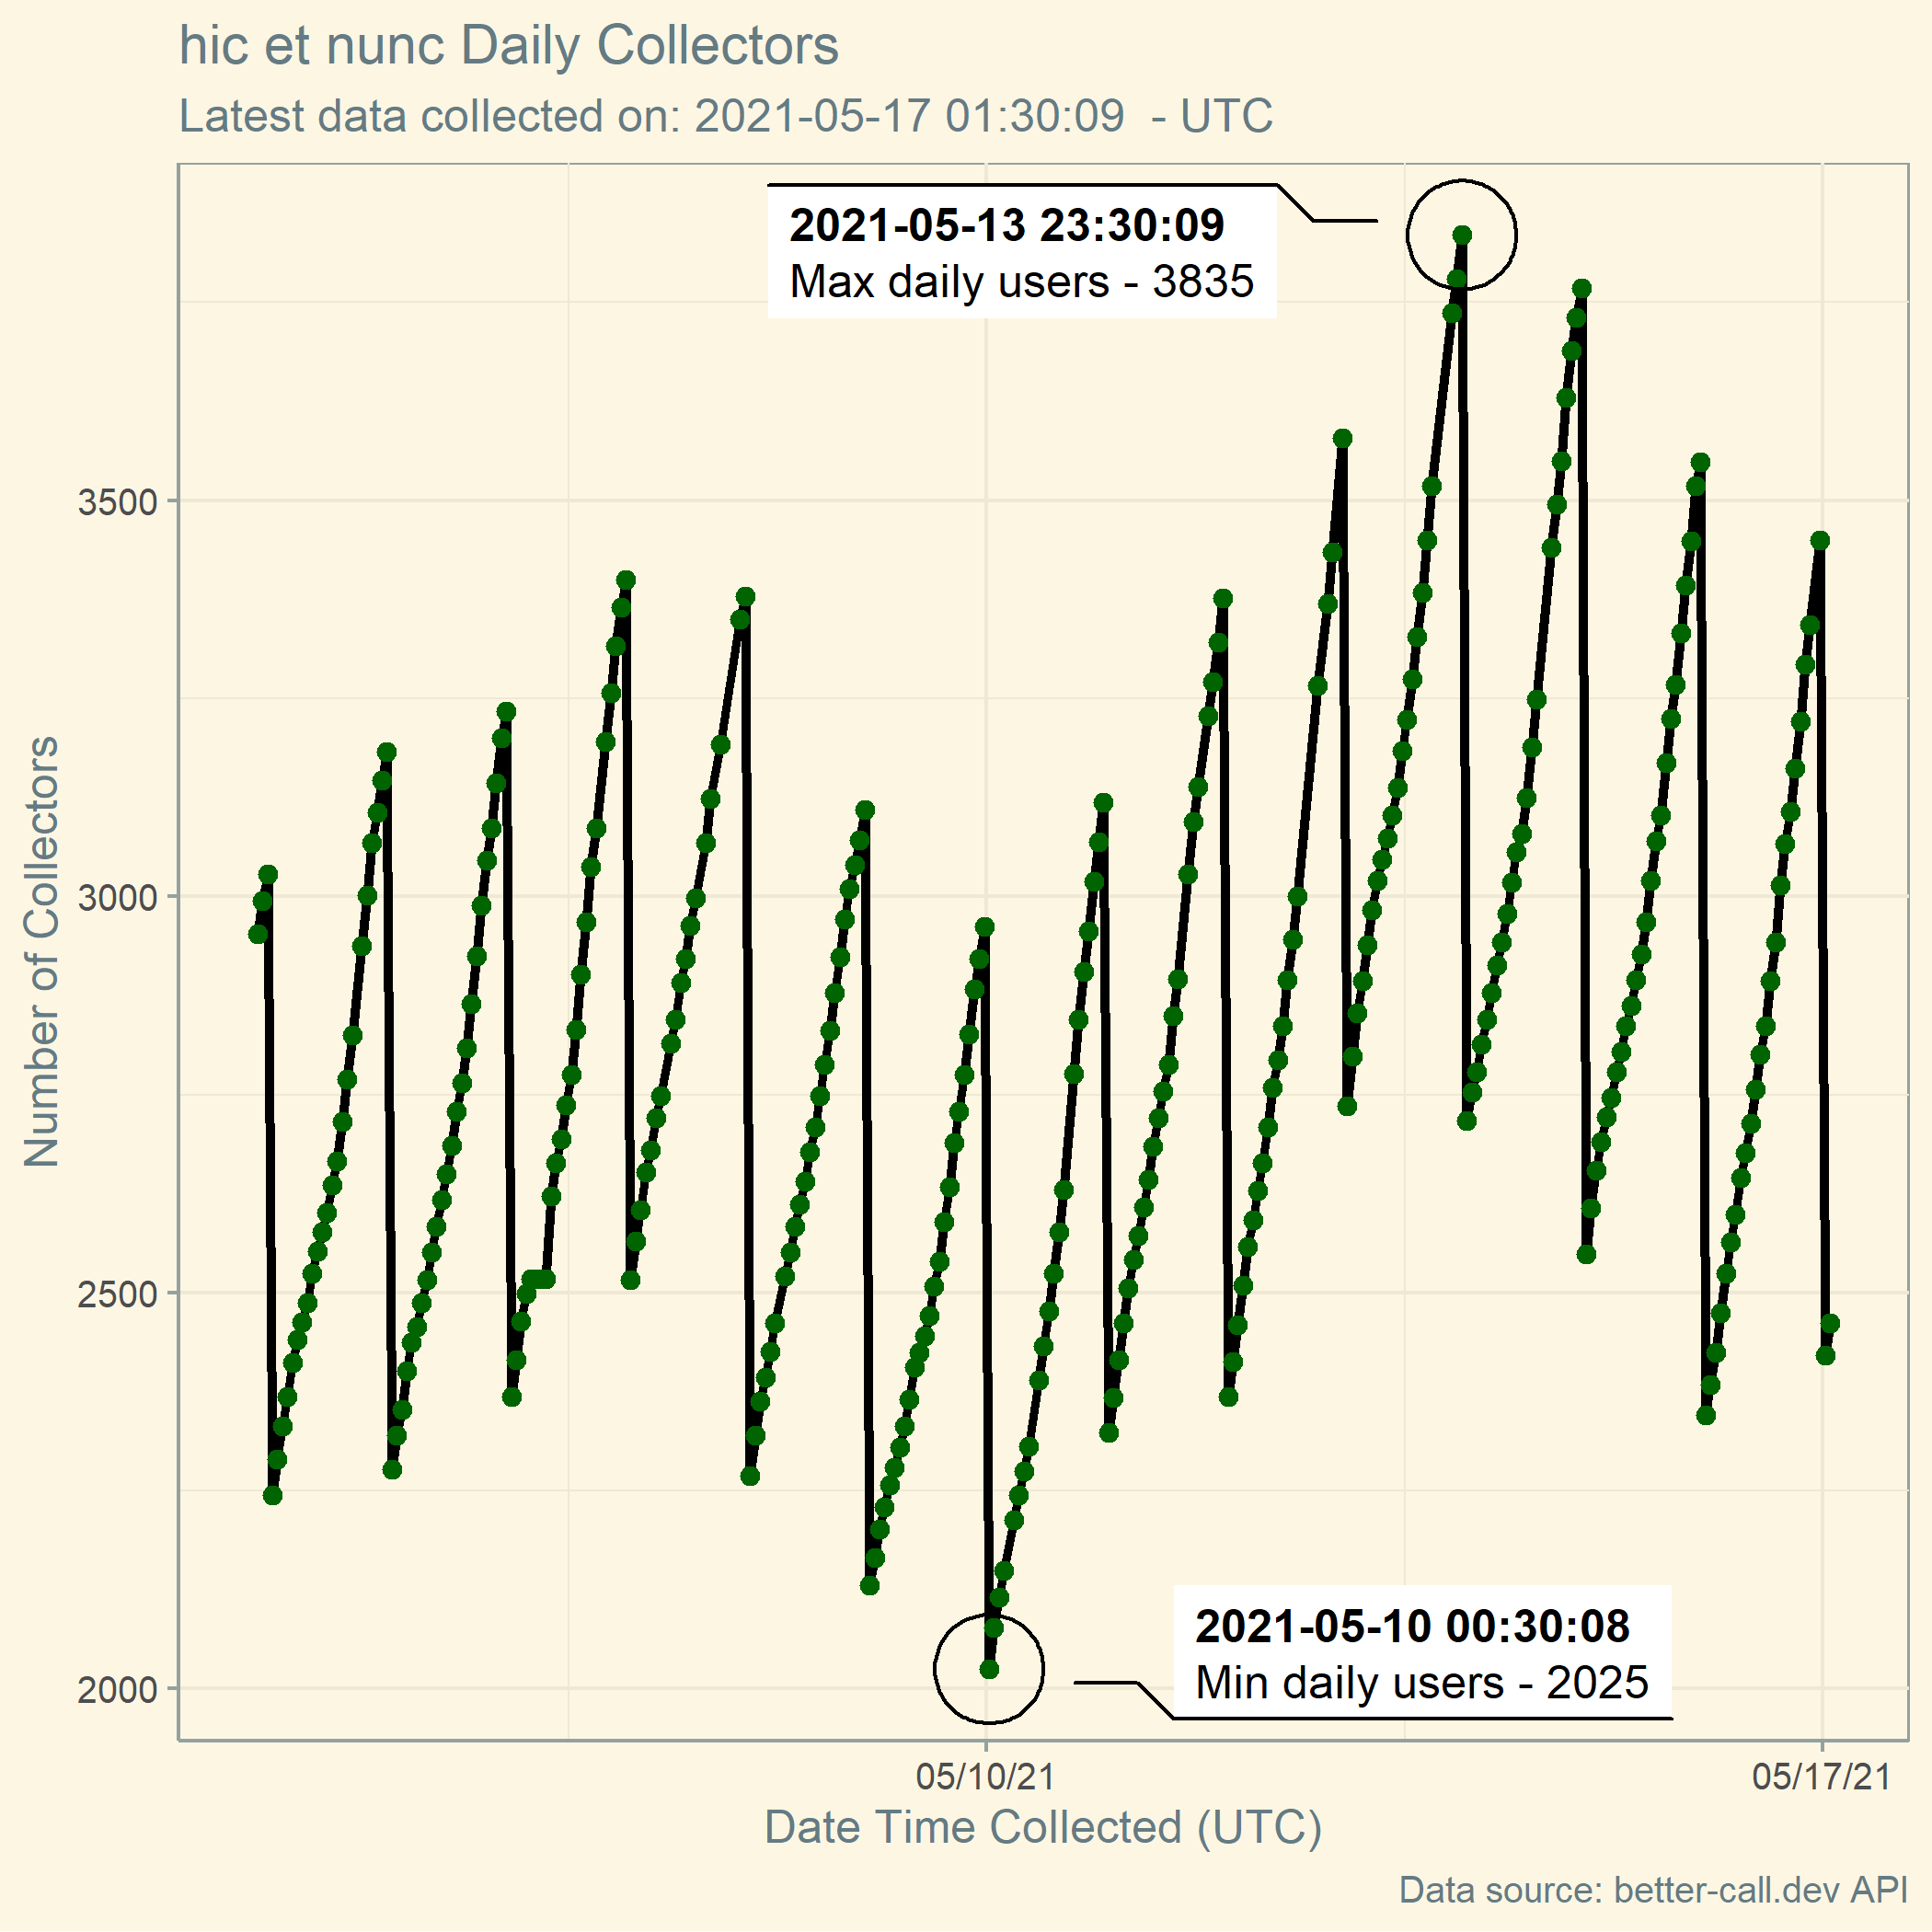 hic et nunc Daily Collectors
Latest data collected on: 2021-05-17 01:30:09  - UTC
2021-05-13 23:30:09
Max daily users - 3835
Number of Collectors
3500
3000
2500
2000
2021-05-10 00:30:08
Min daily users - 2025
05/10/21
05/17/21
Date Time Collected (UTC)
Data source: better-call.dev API